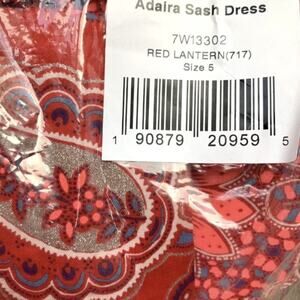 Adaira Sash Dress
7W13302
RED LANTERN(717)
Size 5
1 90879 20959 5